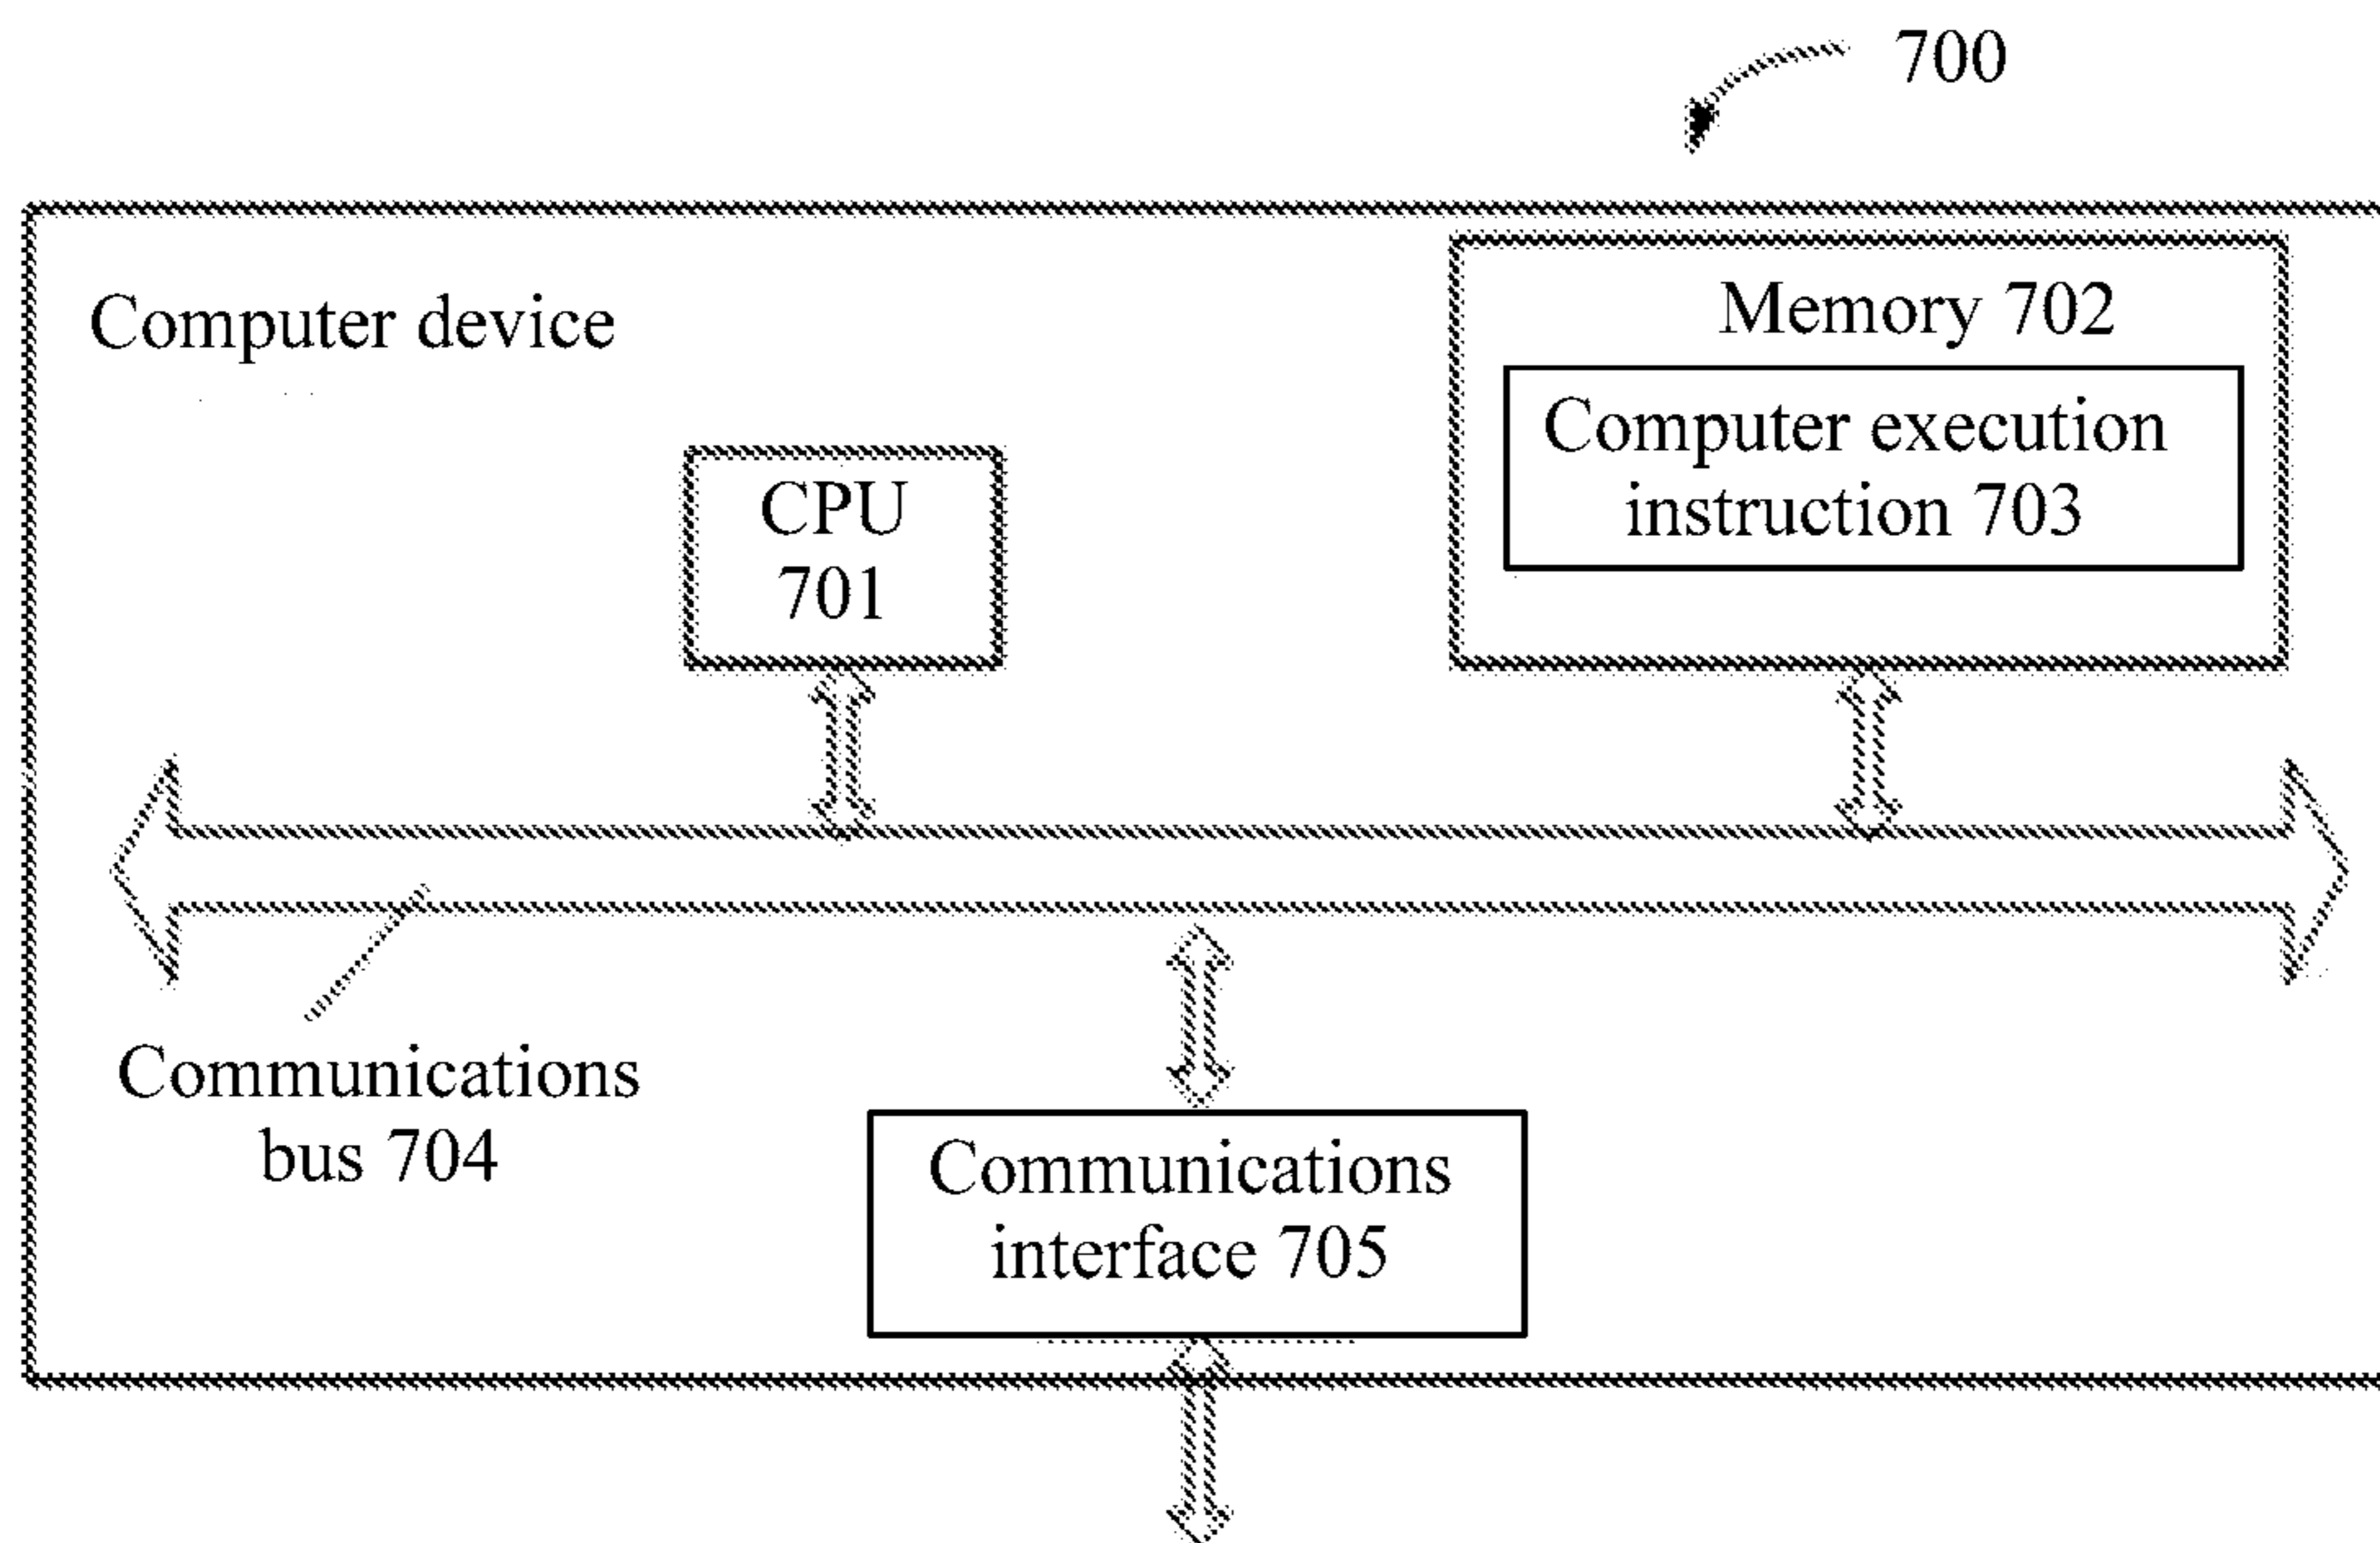 700
Computer device
Memory 702
Computer execution
instruction 703
CPU
701
Communications
bus 704
Communications
interface 705